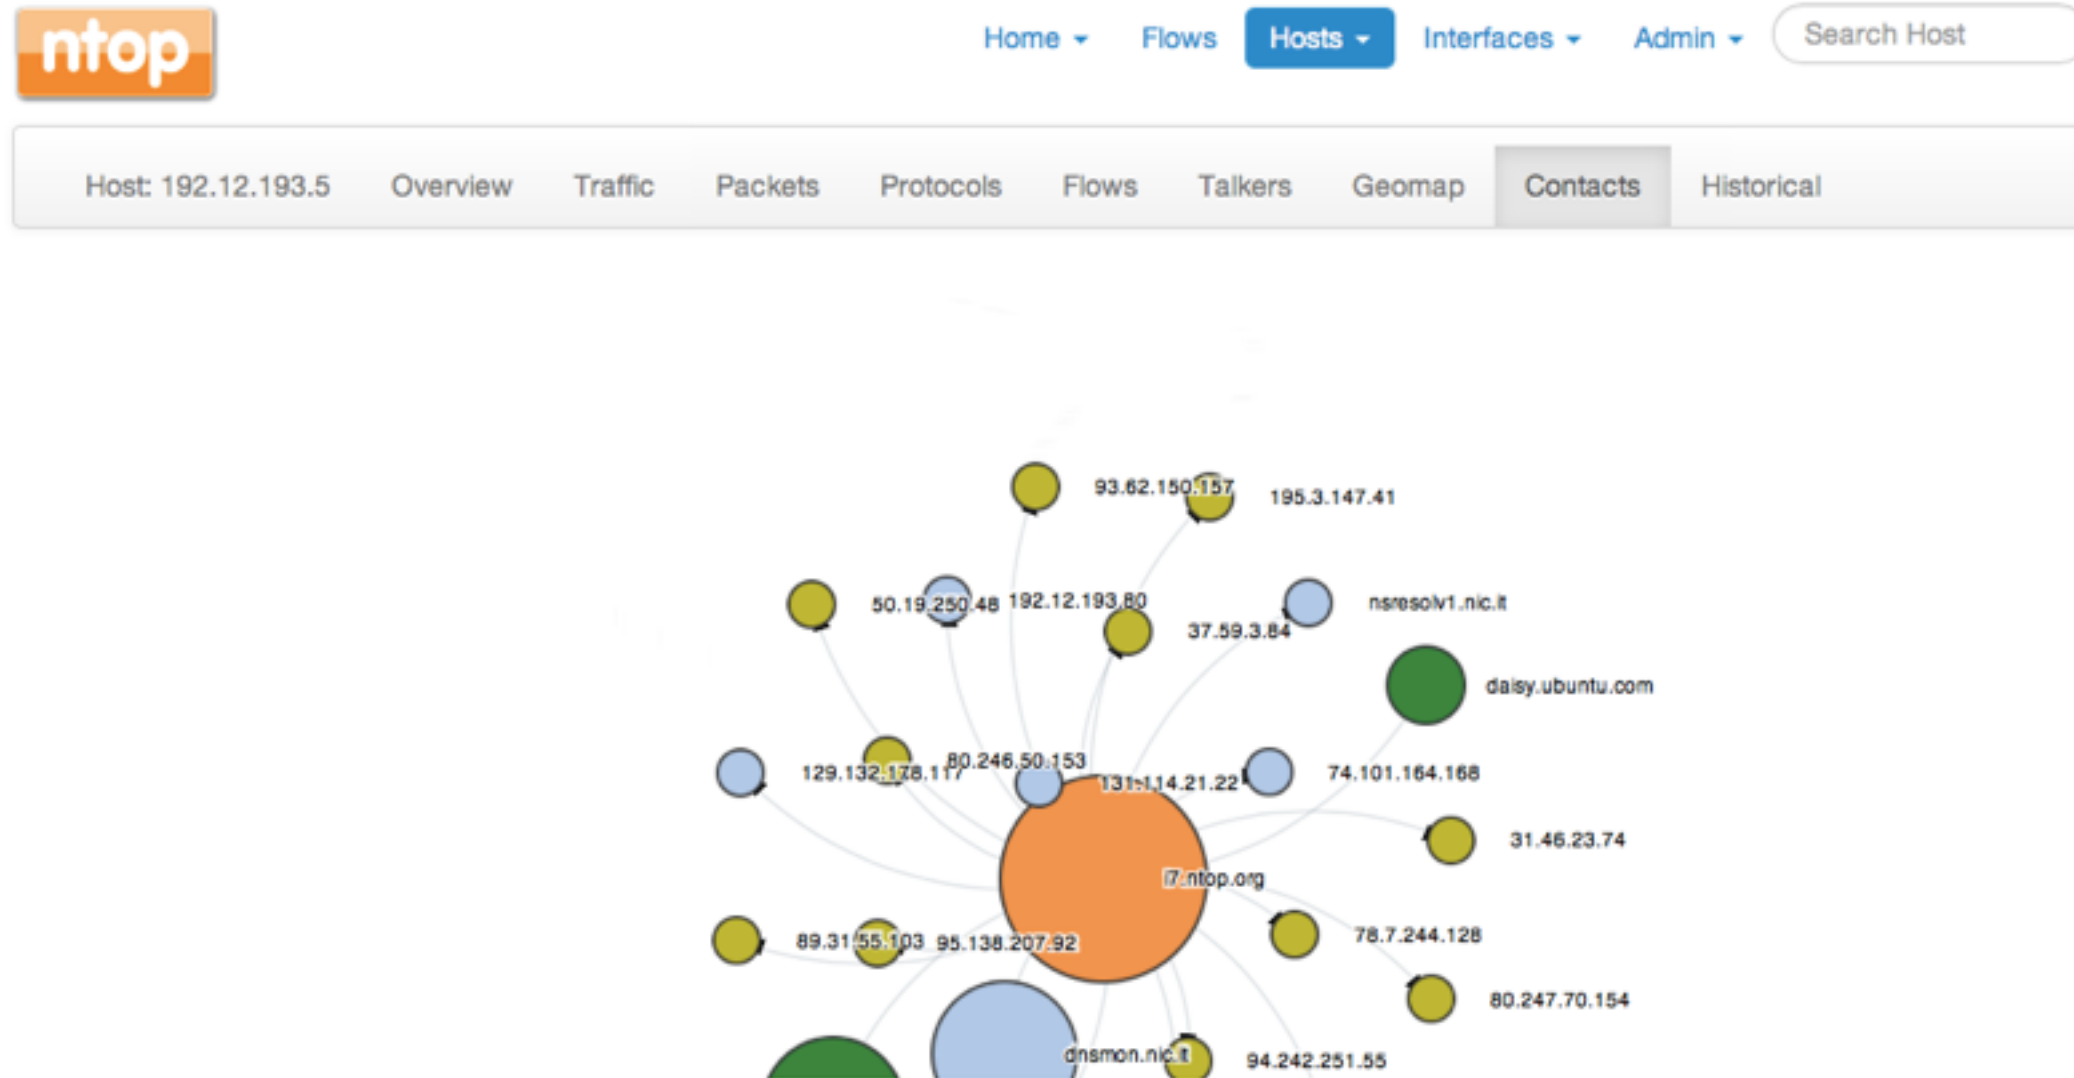 ntop
Home Flows Hosts Interfaces Admin Search Host
Host: 192.12.193.5 Overview Traffic Packets Protocols Flows Talkers Geomap Contacts Historical
93.62.150.157
195.3.147.41
50.19.250.48
192.12.193.80
nsresolv1.nic.it
37.59.3.84
daisy.ubuntu.com
80.246.50.153
129.132.178.117
131.114.21.22
74.101.164.168
31.46.23.74
i7.ntop.org
78.7.244.128
89.31.55.103
95.138.207.92
80.247.70.154
dnsmon.nic.it
94.242.251.55